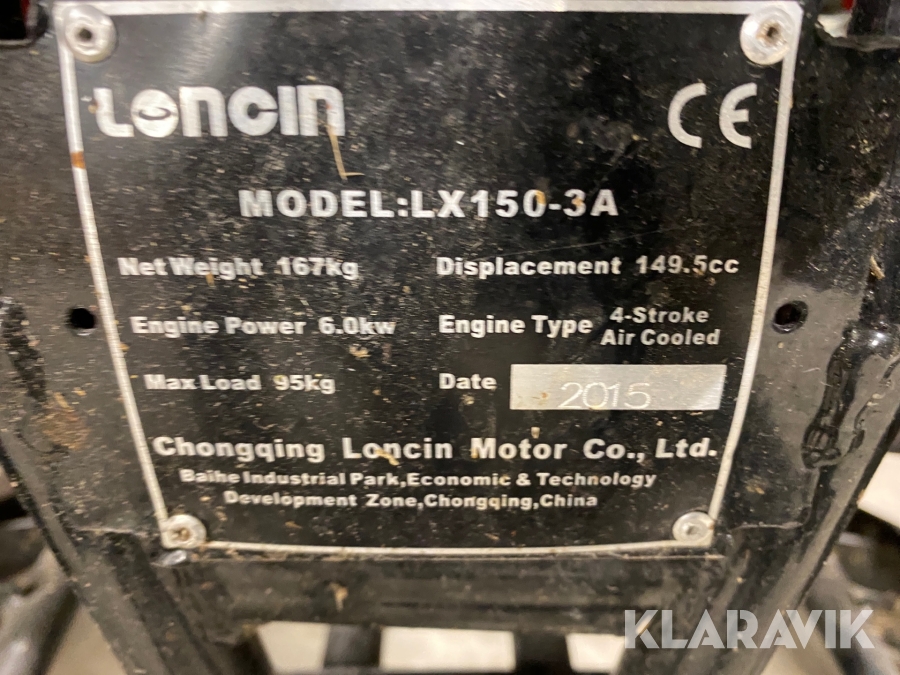 LONCIN
CE
MODEL:LX150-3A
Net Weight 167kg
Displacement 149.5cc
Engine Power 6.0kw
Engine Type 4-Stroke
Air Cooled
Max Load 95kg
Date 2015
Chongqing Loncin Motor Co., Ltd.
Baihe Industrial Park,Economic & Technology
Development Zone,Chongqing,China
KLARAVIK